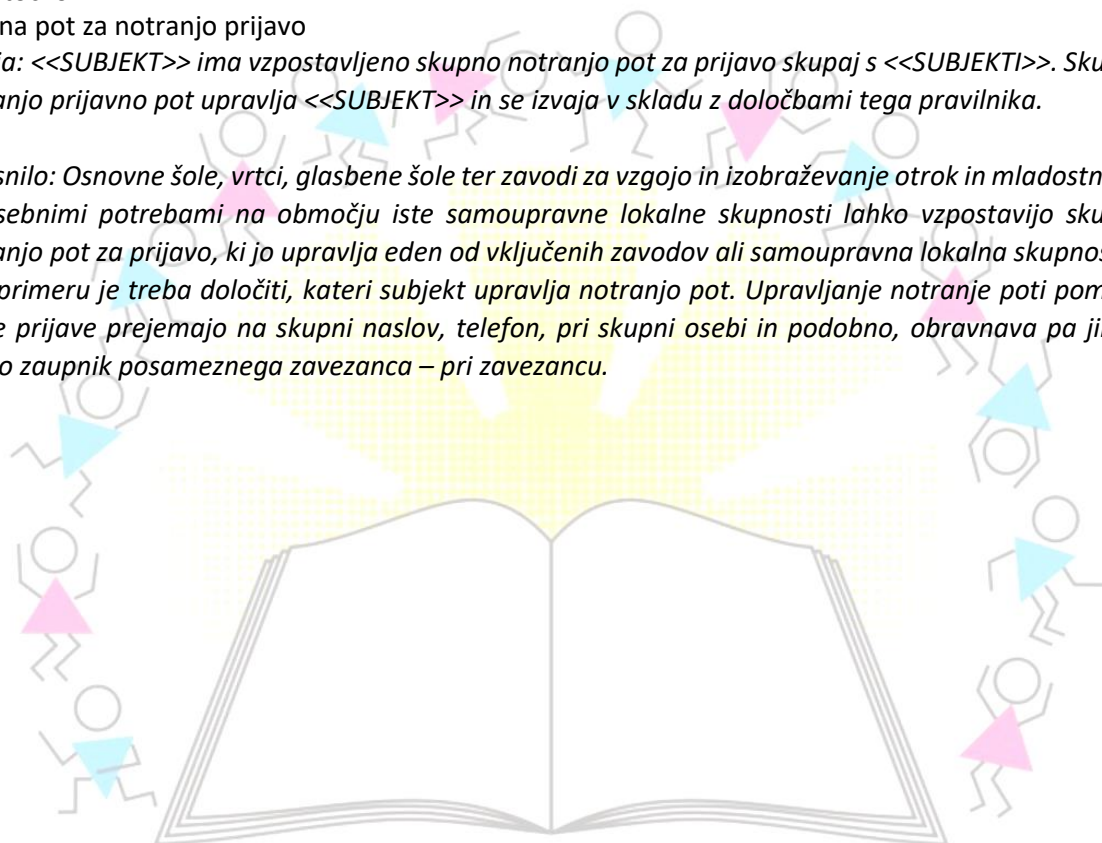 na pot za notranjo prijavo
ja: <<SUBJEKT>> ima vzpostavljeno skupno notranjo pot za prijavo skupaj s <<SUBJEKTI>>. Sku
anjo prijavno pot upravlja <<SUBJEKT>> in se izvaja v skladu z določbami tega pravilnika.
snilo: Osnovne šole, vrtci, glasbene šole ter zavodi za vzgojo in izobraževanje otrok in mladostn
sebnimi potrebami na območju iste samoupravne lokalne skupnosti lahko vzpostavijo sku
anjo pot za prijavo, ki jo upravlja eden od vključenih zavodov ali samoupravna lokalna skupnos
primeru je treba določiti, kateri subjekt upravlja notranjo pot. Upravljanje notranje poti pom
e prijave prejemajo na skupni naslov, telefon, pri skupni osebi in podobno, obravnava pa ji
o zaupnik posameznega zavezanca – pri zavezancu.